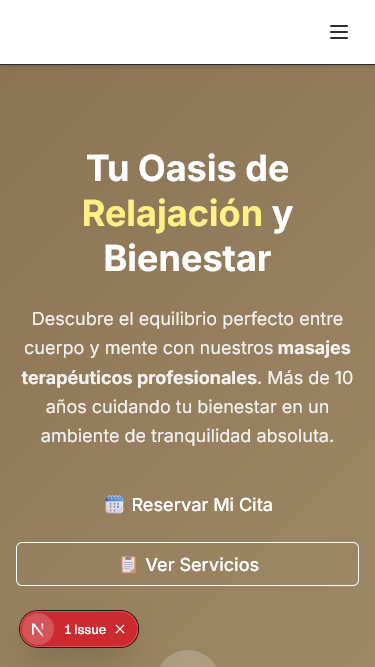 Tu Oasis de
Relajación y
Bienestar
Descubre el equilibrio perfecto entre
cuerpo y mente con nuestros masajes
terapéuticos profesionales. Más de 10
años cuidando tu bienestar en un
ambiente de tranquilidad absoluta.
Reservar Mi Cita
Ver Servicios
N 1 Issue